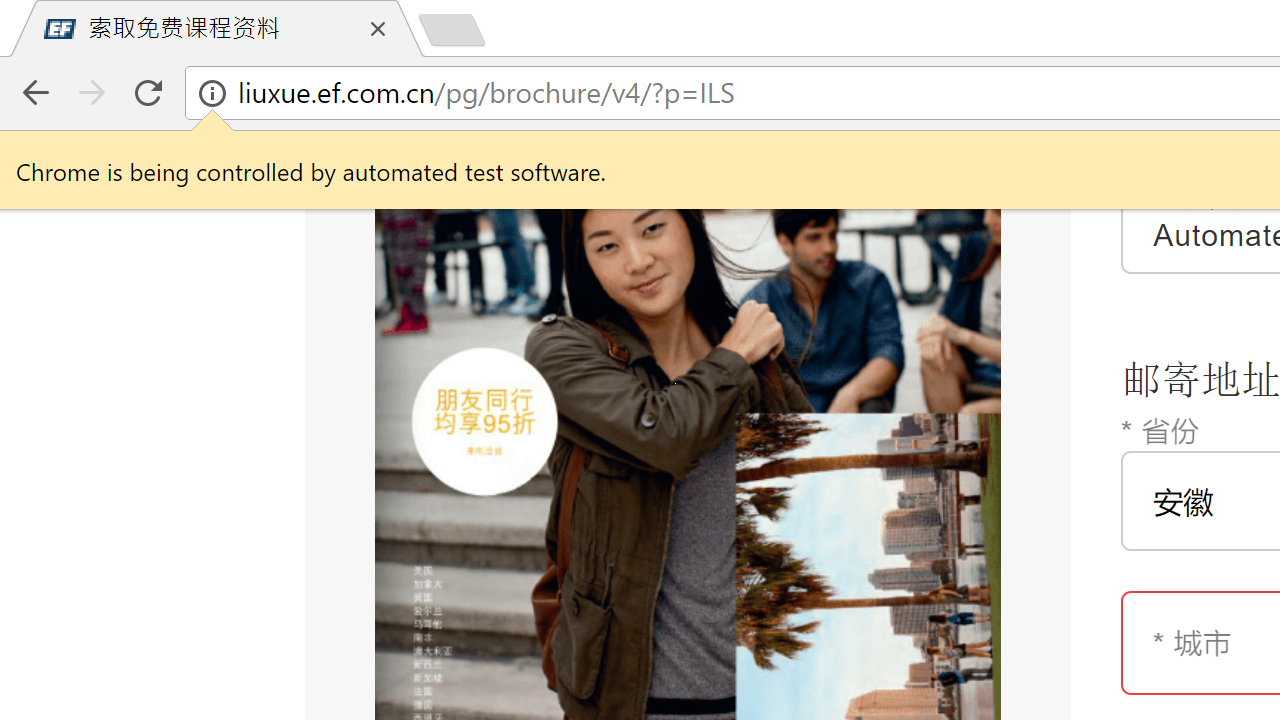 EF 索取免费课程资料
liuxue.ef.com.cn/pg/brochure/v4/?p=ILS
Chrome is being controlled by automated test software.
Automate
邮寄地址
* 省份
安徽
* 城市
朋友同行
均享95折
美国
加拿大
英国
爱尔兰
马耳他
南非
澳大利亚
新西兰
新加坡
法国
德国
西班牙